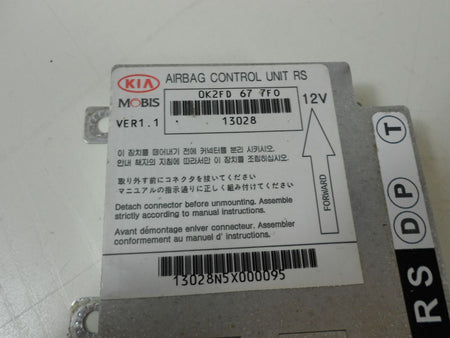 KIA AIRBAG CONTROL UNIT RS
MOBIS 0K2FD 67 7F0 12V
VER1.1 13028
이 장치를 떼어내기 전에 커넥터를 분리 시키시오.
안내 책자의 지침에 따라서만 이 장치를 조립하십시오.
取り外す前にコネクタを抜いてください
マニュアルの指示通りに正しく組み付けてください
Detach connector before unmounting. Assemble
strictly according to manual instructions.
Avant démontage enlever connecteur. Assembler
conformement au manuel d' instructions.
FORWARD
13028N5X000095
RS DP T